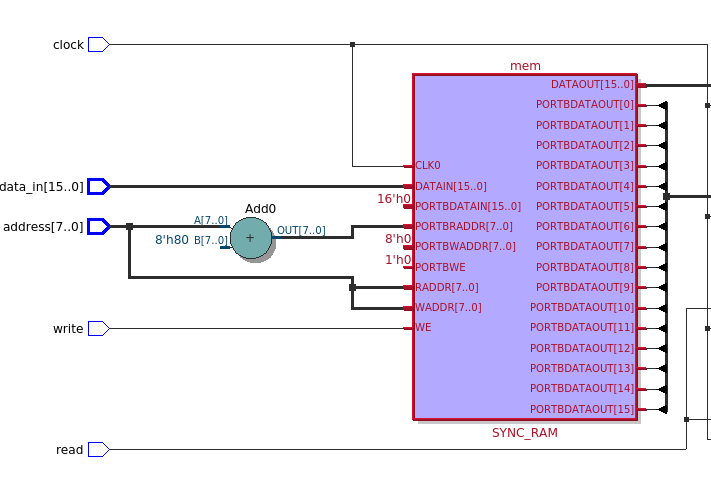 clock
mem
DATAOUT[15..0]
PORTBDATAOUT[0]
PORTBDATAOUT[1]
PORTBDATAOUT[2]
CLK0
PORTBDATAOUT[3]
data_in[15..0]
DATAIN[15..0]
PORTBDATAOUT[4]
16'h0
PORTBDATAIN[15..0]
PORTBDATAOUT[5]
Add0
address[7..0]
A[7..0]
OUT[7..0]
PORTBRADDR[7..0]
PORTBDATAOUT[6]
8'h80
B[7..0]
+
8'h0
PORTBWADDR[7..0]
PORTBDATAOUT[7]
1'h0
PORTBWE
PORTBDATAOUT[8]
RADDR[7..0]
PORTBDATAOUT[9]
WADDR[7..0]
PORTBDATAOUT[10]
write
WE
PORTBDATAOUT[11]
PORTBDATAOUT[12]
PORTBDATAOUT[13]
PORTBDATAOUT[14]
PORTBDATAOUT[15]
SYNC_RAM
read